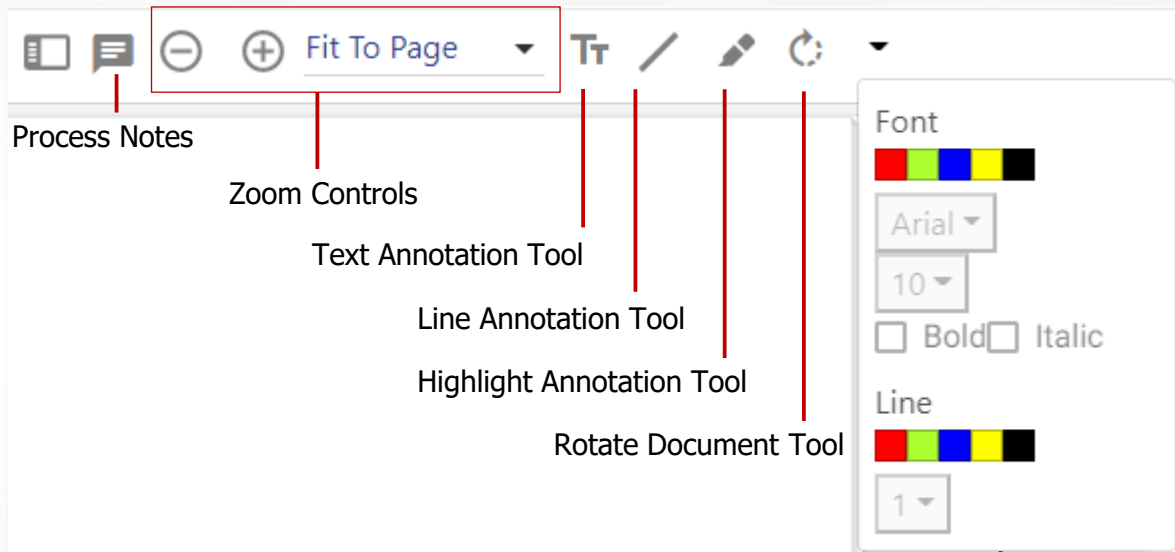 Fit To Page
TT
Process Notes
Zoom Controls
Text Annotation Tool
Line Annotation Tool
Highlight Annotation Tool
Rotate Document Tool
Font
Arial
10
Bold Italic
Line
1